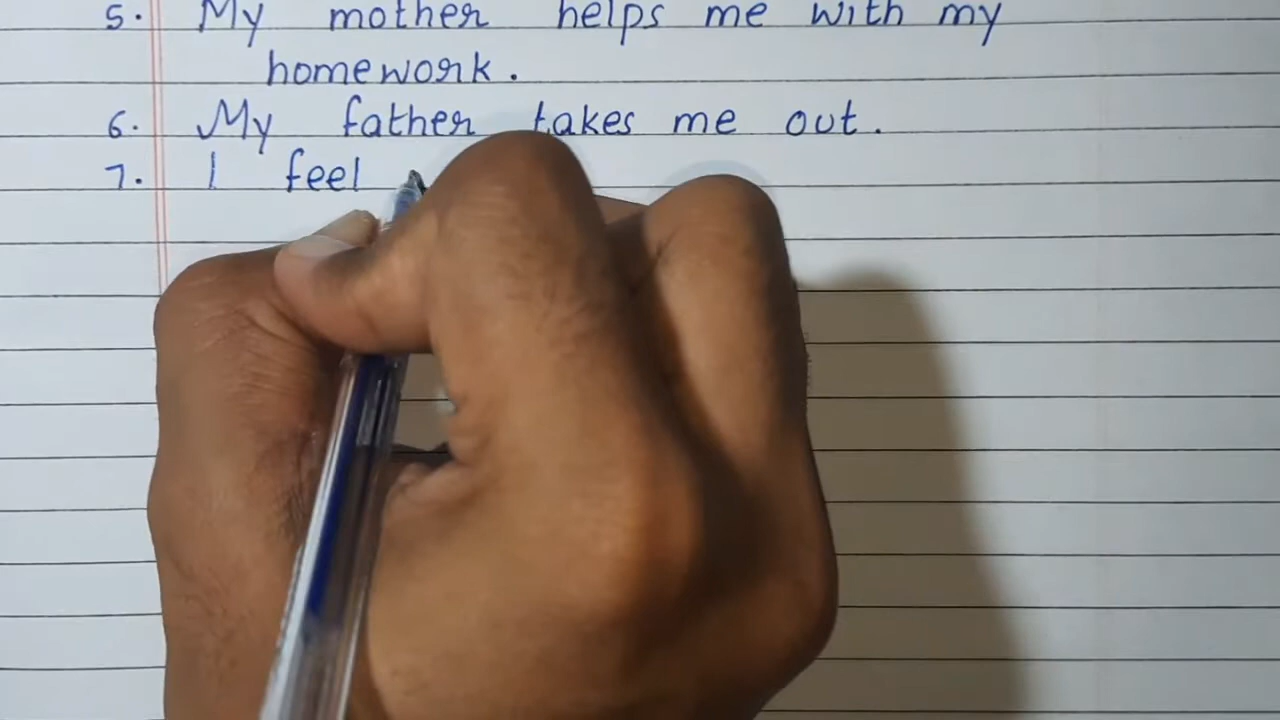 5. My mother helps me with my
homework.
6. My father takes me out.
7. I feel